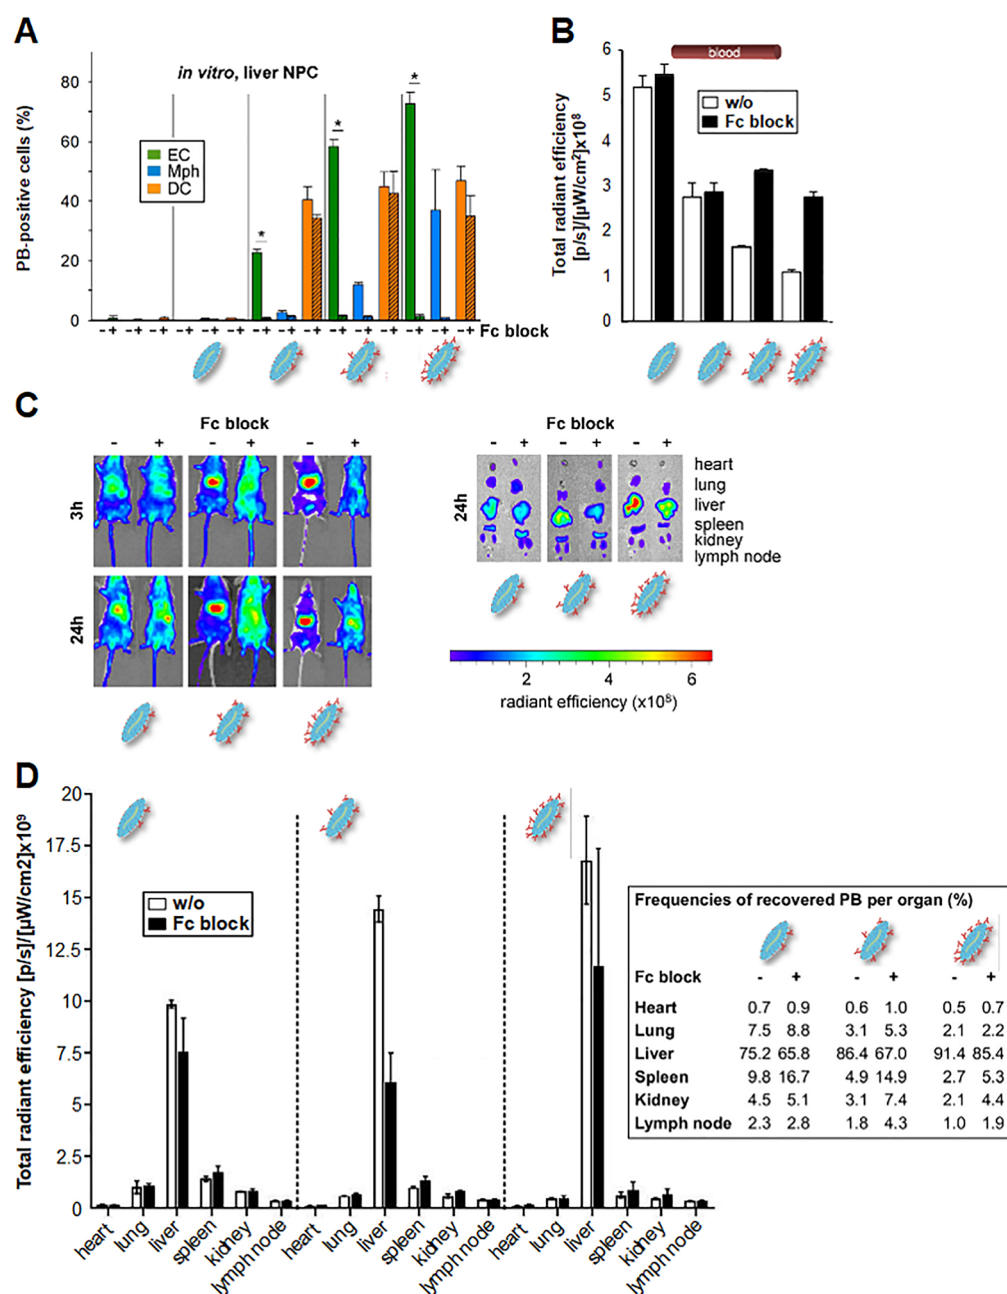 A
in vitro, liver NPC
PB-positive cells (%)
80
60
40
20
0
EC
Mph
DC
*
*
*
-+ -+ -+ -+ -+ -+ -+ -+ -+ -+ -+ -+ -+ -+ -+ Fc block
B
blood
Total radiant efficiency
[p/s]/[µW/cm²]x10⁸
6
5
4
3
2
1
0
w/o
Fc block
C
Fc block
- + - + - +
3h
24h
Fc block
- + - + - +
24h
heart
lung
liver
spleen
kidney
lymph node
2 4 6
radiant efficiency (x10⁸)
D
Total radiant efficiency [p/s]/[µW/cm2]x10⁹
20
17.5
15
12.5
10
7.5
5
2.5
0
w/o
Fc block
heart lung liver spleen kidney lymph node heart lung liver spleen kidney lymph node heart lung liver spleen kidney lymph node
Frequencies of recovered PB per organ (%)
Fc block - + - + - +
Heart 0.7 0.9 0.6 1.0 0.5 0.7
Lung 7.5 8.8 3.1 5.3 2.1 2.2
Liver 75.2 65.8 86.4 67.0 91.4 85.4
Spleen 9.8 16.7 4.9 14.9 2.7 5.3
Kidney 4.5 5.1 3.1 7.4 2.1 4.4
Lymph node 2.3 2.8 1.8 4.3 1.0 1.9